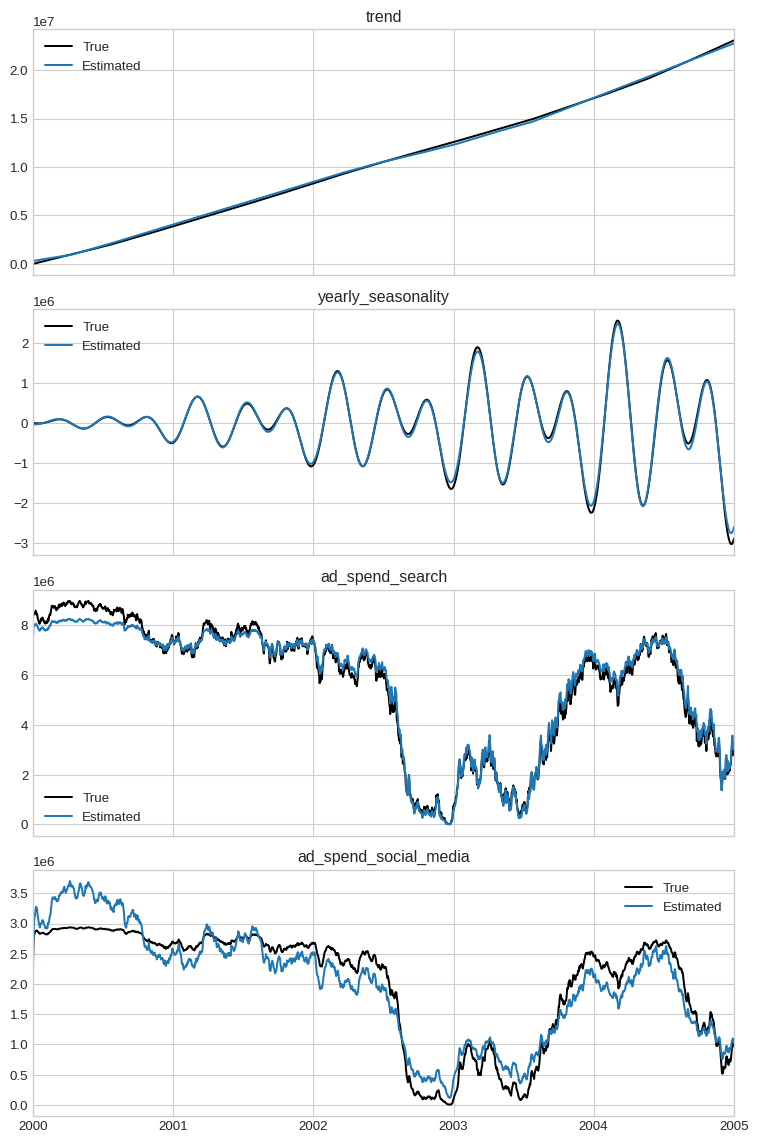 trend
1e7
True
Estimated
2.0
1.5
1.0
0.5
0.0
yearly_seasonality
1e6
True
Estimated
2
1
0
−1
−2
−3
ad_spend_search
1e6
8
6
4
2
0
True
Estimated
ad_spend_social_media
1e6
True
Estimated
3.5
3.0
2.5
2.0
1.5
1.0
0.5
0.0
2000 2001 2002 2003 2004 2005